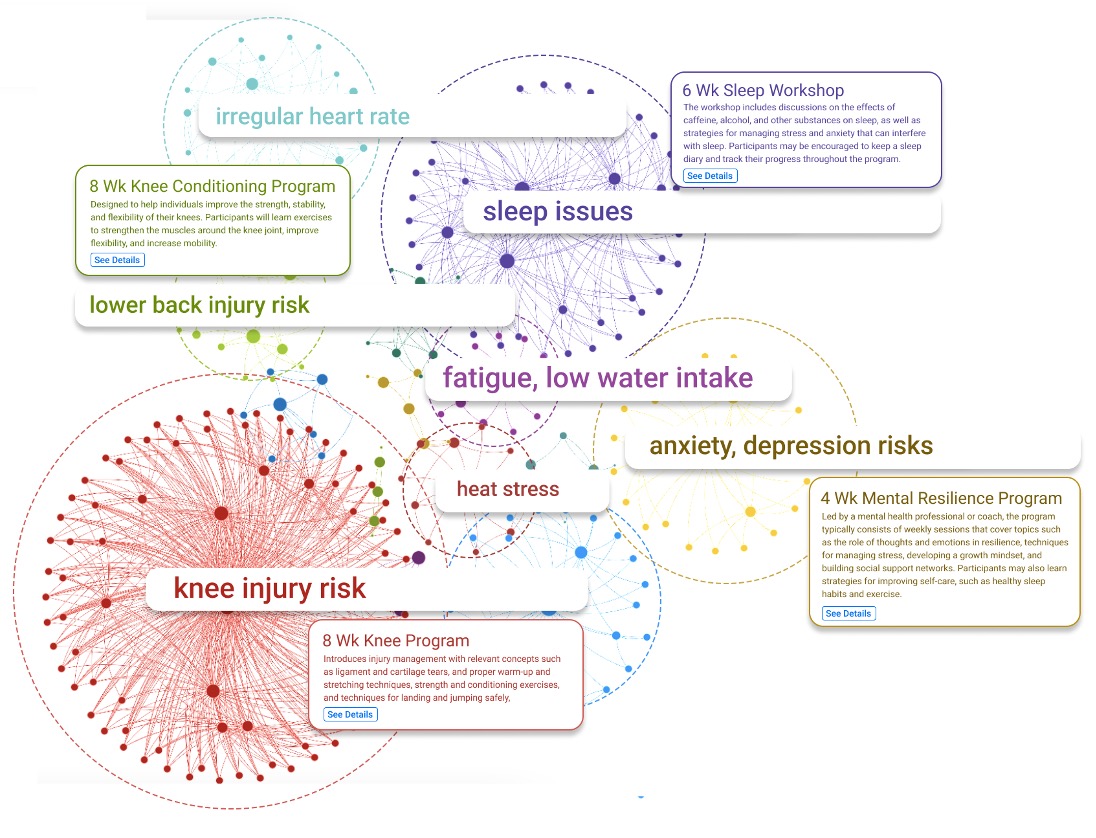 irregular heart rate
6 Wk Sleep Workshop
The workshop includes discussions on the effects of
caffeine, alcohol, and other substances on sleep, as well as
strategies for managing stress and anxiety that can interfere
with sleep. Participants may be encouraged to keep a sleep
diary and track their progress throughout the program.
See Details
8 Wk Knee Conditioning Program
Designed to help individuals improve the strength, stability,
and flexibility of their knees. Participants will learn exercises
to strengthen the muscles around the knee joint, improve
flexibility, and increase mobility.
See Details
sleep issues
lower back injury risk
fatigue, low water intake
anxiety, depression risks
heat stress
4 Wk Mental Resilience Program
Led by a mental health professional or coach, the program
typically consists of weekly sessions that cover topics such
as the role of thoughts and emotions in resilience, techniques
for managing stress, developing a growth mindset, and
building social support networks. Participants may also learn
strategies for improving self-care, such as healthy sleep
habits and exercise.
See Details
knee injury risk
8 Wk Knee Program
Introduces injury management with relevant concepts such
as ligament and cartilage tears, and proper warm-up and
stretching techniques, strength and conditioning exercises,
and techniques for landing and jumping safely,
See Details